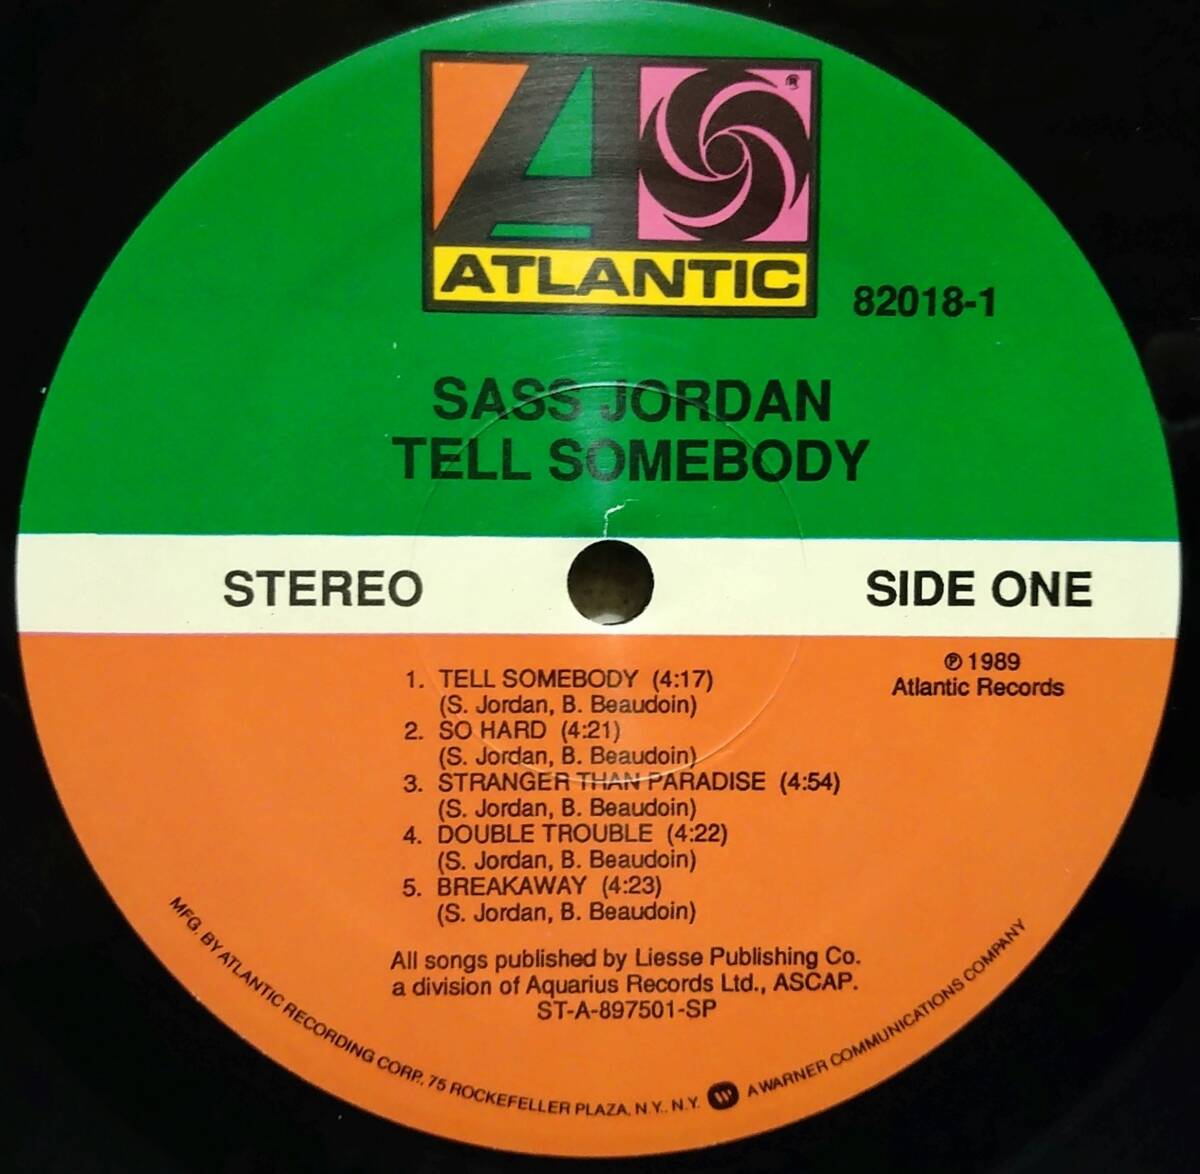 ®
ATLANTIC
82018-1
SASS JORDAN
TELL SOMEBODY
STEREO
SIDE ONE
℗ 1989
Atlantic Records
1. TELL SOMEBODY (4:17)
(S. Jordan, B. Beaudoin)
2. SO HARD (4:21)
(S. Jordan, B. Beaudoin)
3. STRANGER THAN PARADISE (4:54)
(S. Jordan, B. Beaudoin)
4. DOUBLE TROUBLE (4:22)
(S. Jordan, B. Beaudoin)
5. BREAKAWAY (4:23)
(S. Jordan, B. Beaudoin)
All songs published by Liesse Publishing Co.
a division of Aquarius Records Ltd., ASCAP.
ST-A-897501-SP
MFG. BY ATLANTIC RECORDING CORP., 75 ROCKEFELLER PLAZA, N.Y., N.Y. W A WARNER COMMUNICATIONS COMPANY